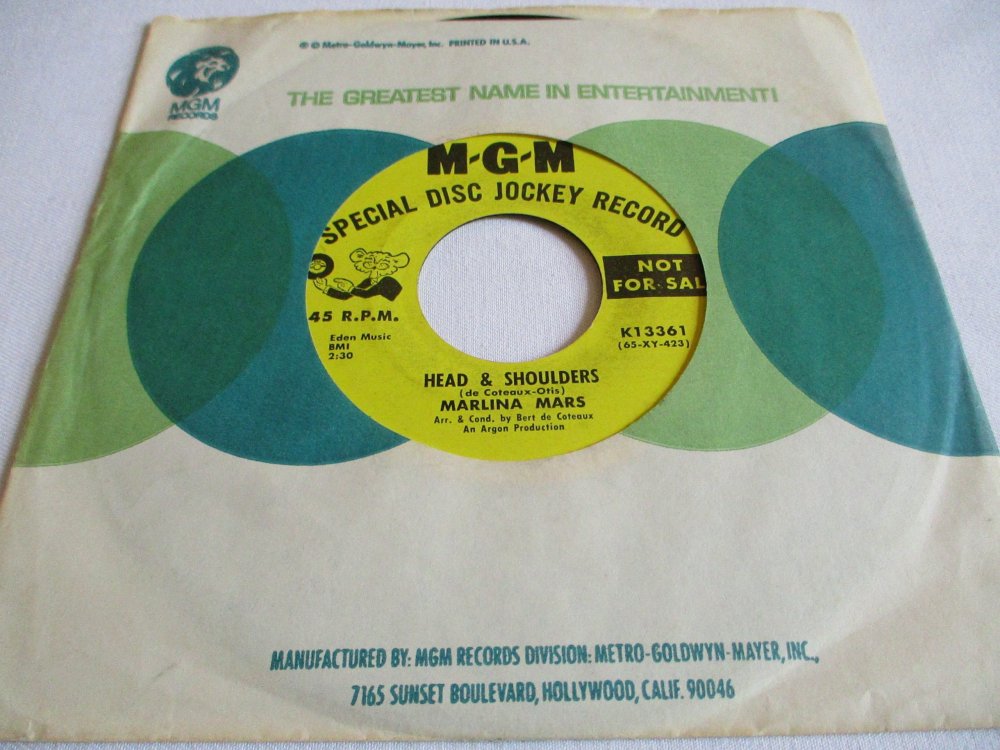 ℗ © Metro-Goldwyn-Mayer, Inc. PRINTED IN U.S.A.
MGM
RECORDS
THE GREATEST NAME IN ENTERTAINMENT!
M-G-M
SPECIAL DISC JOCKEY RECORD
NOT
FOR SAL
45 R.P.M.
K13361
(65-XY-423)
Eden Music
BMI
2:30
HEAD & SHOULDERS
(de Coteaux-Otis)
MARLINA MARS
Arr. & Cond. by Bert de Coteaux
An Argon Production
MANUFACTURED BY: MGM RECORDS DIVISION: METRO-GOLDWYN-MAYER, INC.,
7165 SUNSET BOULEVARD, HOLLYWOOD, CALIF. 90046